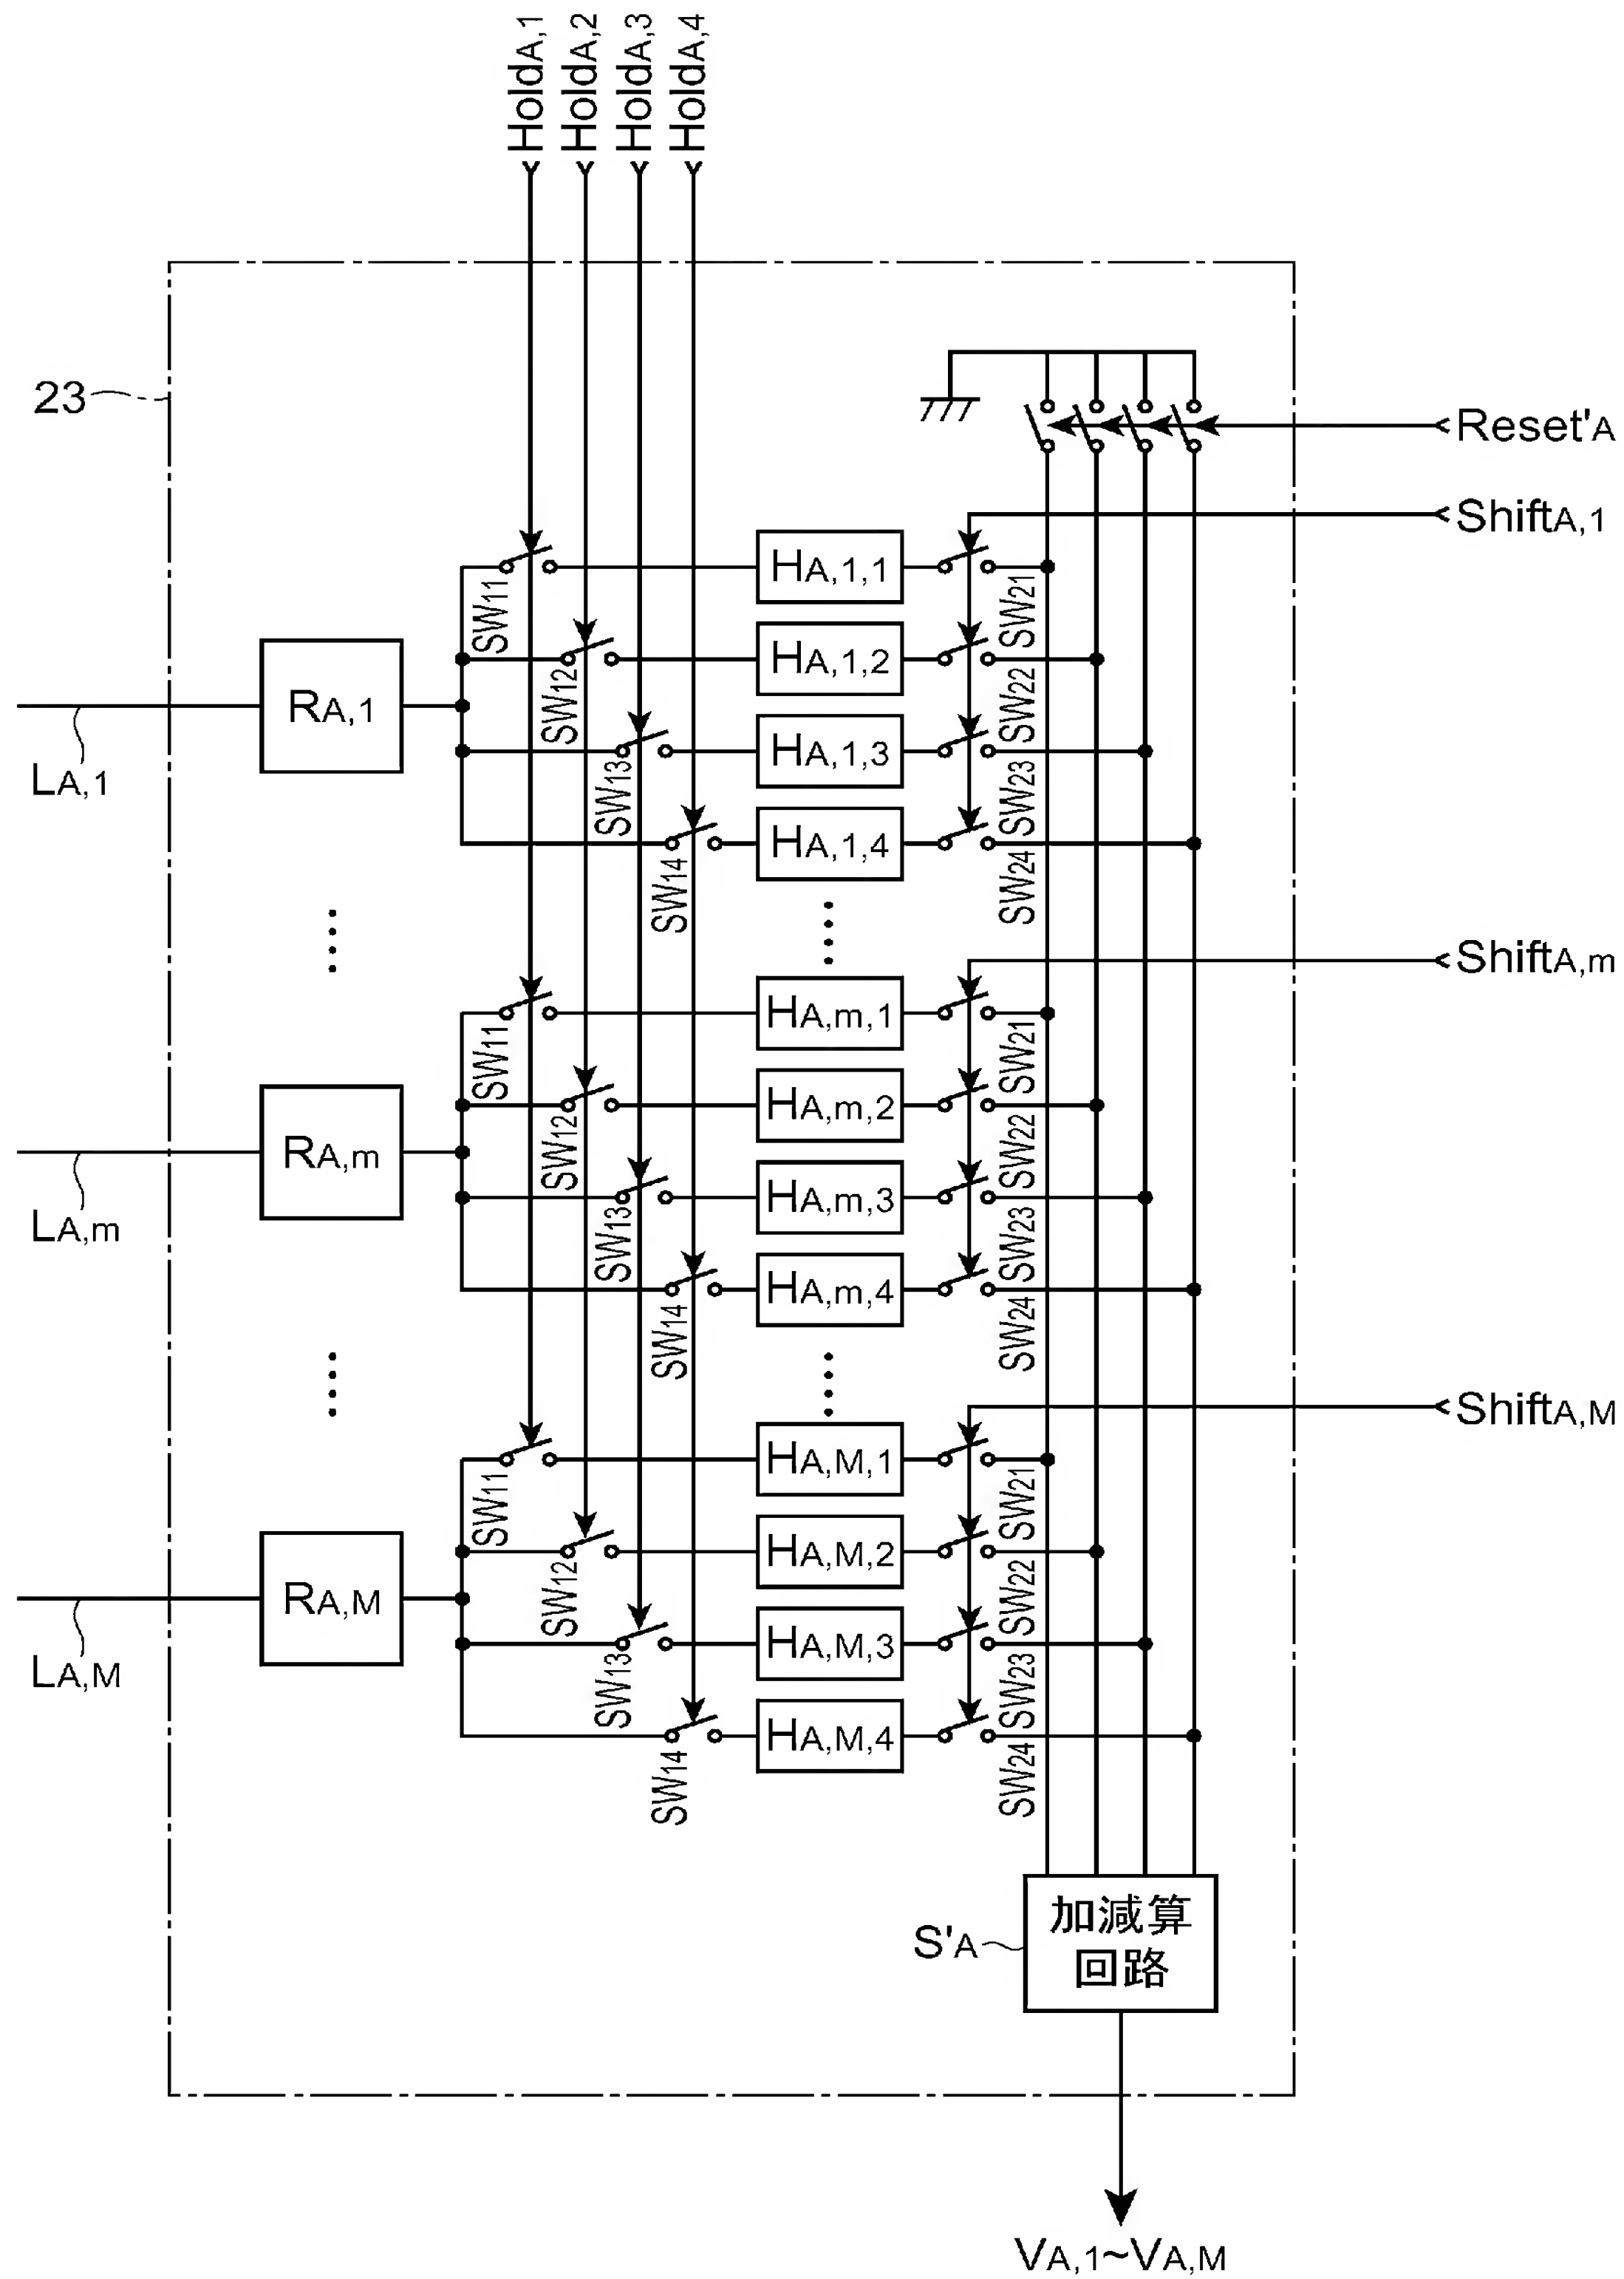 HoldA,1
HoldA,2
HoldA,3
HoldA,4
23
Reset'A
ShiftA,1
HA,1,1
SW11
SW21
HA,1,2
SW12
SW22
RA,1
LA,1
HA,1,3
SW13
SW23
HA,1,4
SW14
SW24
ShiftA,m
HA,m,1
SW11
SW21
HA,m,2
SW12
SW22
RA,m
LA,m
HA,m,3
SW13
SW23
HA,m,4
SW14
SW24
ShiftA,M
HA,M,1
SW11
SW21
HA,M,2
SW12
SW22
RA,M
LA,M
HA,M,3
SW13
SW23
HA,M,4
SW14
SW24
S'A
加減算
回路
VA,1~VA,M